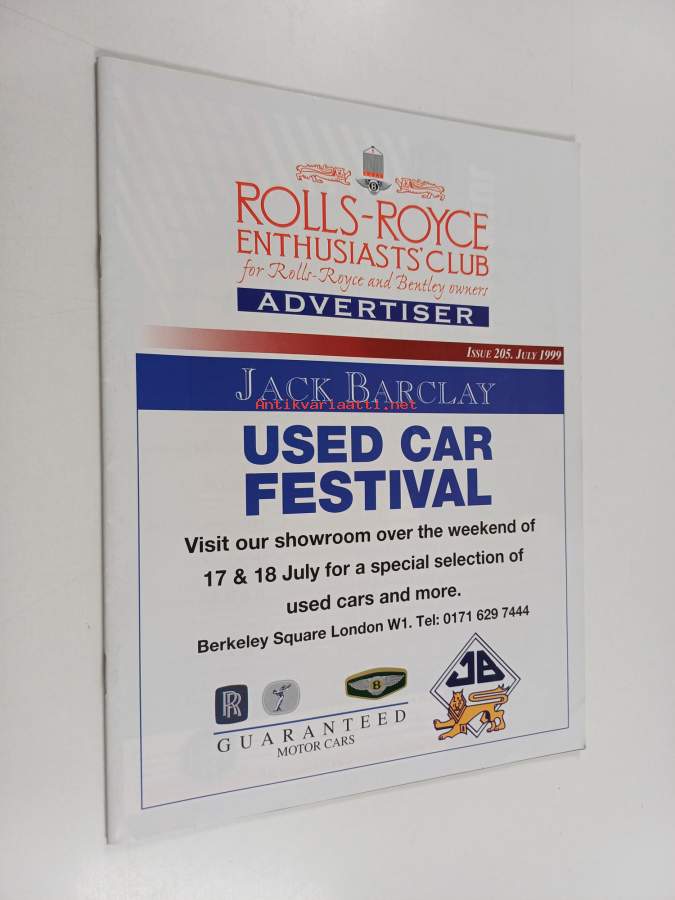 ROLLS-ROYCE
ENTHUSIASTS' CLUB
for Rolls-Royce and Bentley owners
ADVERTISER
ISSUE 205. JULY 1999
JACK BARCLAY
Antikvariaatti.net
USED CAR
FESTIVAL
Visit our showroom over the weekend of
17 & 18 July for a special selection of
used cars and more.
Berkeley Square London W1. Tel: 0171 629 7444
RR
B
JB
GUARANTEED
MOTOR CARS